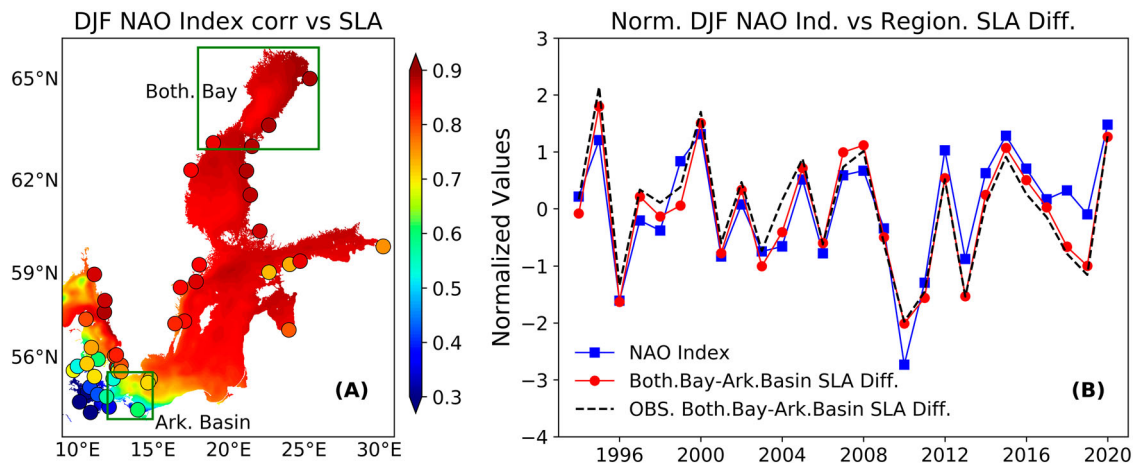 DJF NAO Index corr vs SLA
65°N
62°N
59°N
56°N
Both. Bay
(A)
Ark. Basin
10°E 15°E 20°E 25°E 30°E
0.9
0.8
0.7
0.6
0.5
0.4
0.3
Norm. DJF NAO Ind. vs Region. SLA Diff.
Normalized Values
3
2
1
0
−1
−2
−3
−4
NAO Index
Both.Bay-Ark.Basin SLA Diff.
OBS. Both.Bay-Ark.Basin SLA Diff.
(B)
1996 2000 2004 2008 2012 2016 2020